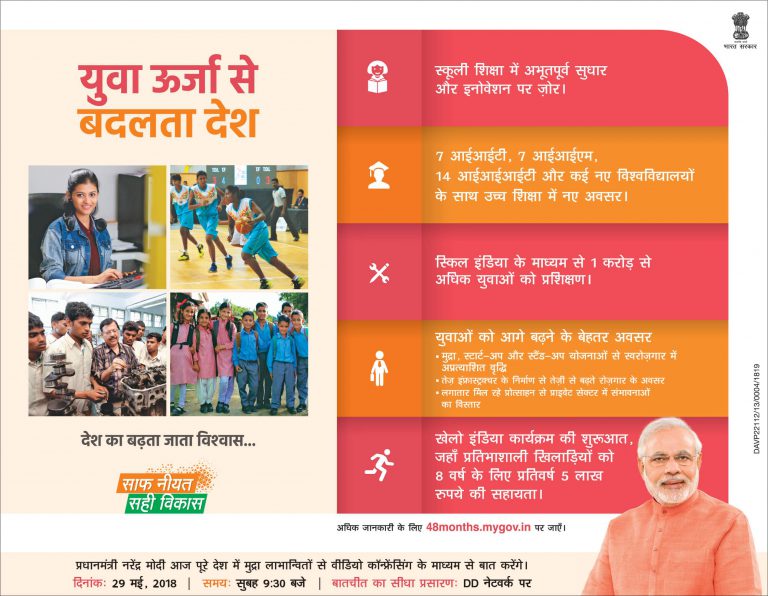 भारत सरकार
युवा ऊर्जा से
बदलता देश
देश का बढ़ता जाता विश्वास...
साफ नीयत
सही विकास
स्कूली शिक्षा में अभूतपूर्व सुधार
और इनोवेशन पर ज़ोर।
7 आईआईटी, 7 आईआईएम,
14 आईआईआईटी और कई नए विश्वविद्यालयों
के साथ उच्च शिक्षा में नए अवसर।
स्किल इंडिया के माध्यम से 1 करोड़ से
अधिक युवाओं को प्रशिक्षण।
युवाओं को आगे बढ़ने के बेहतर अवसर
• मुद्रा, स्टार्ट-अप और स्टैंड-अप योजनाओं से स्वरोज़गार में
अप्रत्याशित वृद्धि
• तेज़ इंफ्रास्ट्रक्चर के निर्माण से तेज़ी से बढ़ते रोज़गार के अवसर
• लगातार मिल रहे प्रोत्साहन से प्राइवेट सेक्टर में संभावनाओं
का विस्तार
खेलो इंडिया कार्यक्रम की शुरूआत,
जहाँ प्रतिभाशाली खिलाड़ियों को
8 वर्ष के लिए प्रतिवर्ष 5 लाख
रुपये की सहायता।
अधिक जानकारी के लिए 48months.mygov.in पर जाएँ।
प्रधानमंत्री नरेंद्र मोदी आज पूरे देश में मुद्रा लाभान्वितों से वीडियो कॉन्फ्रेंसिंग के माध्यम से बात करेंगे।
दिनांकः 29 मई, 2018 | समयः सुबह 9:30 बजे | बातचीत का सीधा प्रसारणः DD नेटवर्क पर
DAVP22112/13/0004/1819